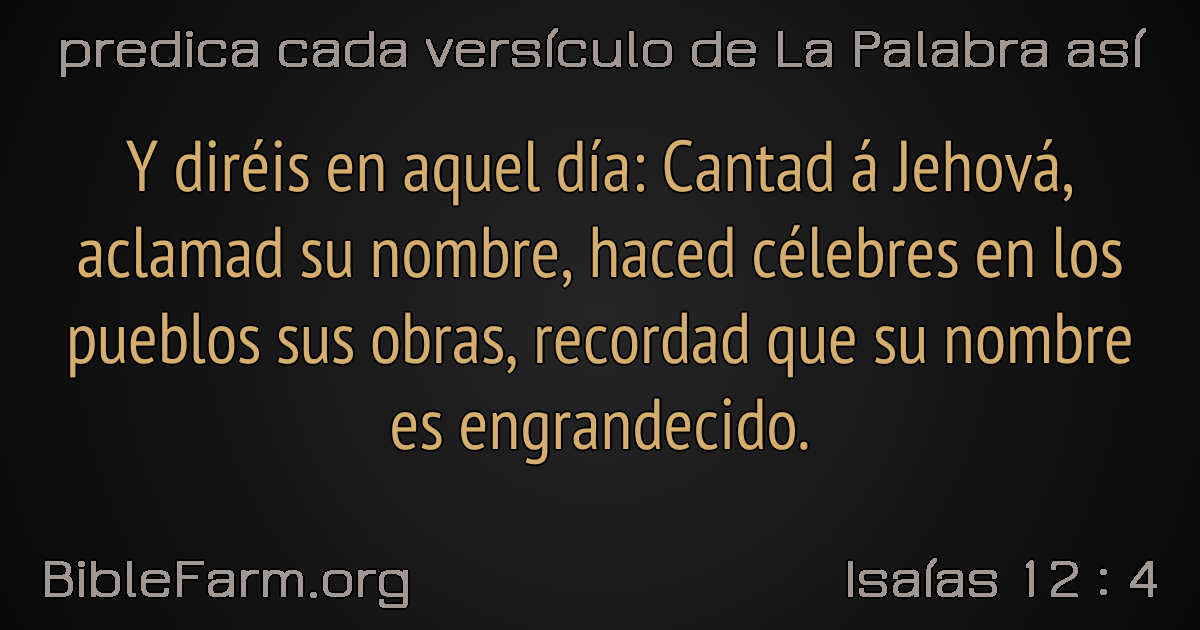 predica cada versículo de La Palabra así
Y diréis en aquel día: Cantad á Jehová,
aclamad su nombre, haced célebres en los
pueblos sus obras, recordad que su nombre
es engrandecido.
BibleFarm.org
Isaías 12 : 4